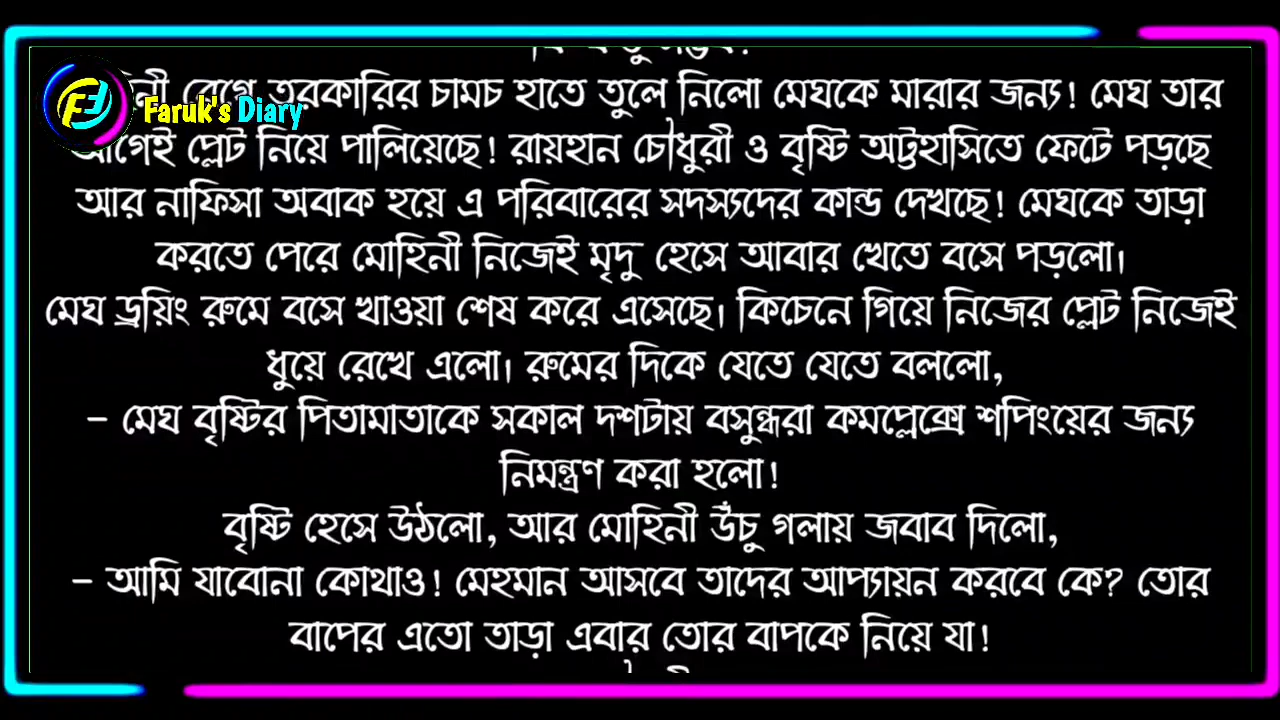 Faruk's Diary
রেগে তরকারির চামচ হাতে তুলে নিলো মেঘকে মারার জন্য! মেঘ তার
আগেই প্লেট নিয়ে পালিয়েছে! রায়হান চৌধুরী ও বৃষ্টি অট্টহাসিতে ফেটে পড়ছে
আর নাফিসা অবাক হয়ে এ পরিবারের সদস্যদের কান্ড দেখছে! মেঘকে তাড়া
করতে পেরে মোহিনী নিজেই মৃদু হেসে আবার খেতে বসে পড়লো।
মেঘ ড্রয়িং রুমে বসে খাওয়া শেষ করে এসেছে। কিচেনে গিয়ে নিজের প্লেট নিজেই
ধুয়ে রেখে এলো। রুমের দিকে যেতে যেতে বললো,
- মেঘ বৃষ্টির পিতামাতাকে সকাল দশটায় বসুন্ধরা কমপ্লেক্সে শপিংয়ের জন্য
নিমন্ত্রণ করা হলো!
বৃষ্টি হেসে উঠলো, আর মোহিনী উঁচু গলায় জবাব দিলো,
- আমি যাবোনা কোথাও! মেহমান আসবে তাদের আপ্যায়ন করবে কে? তোর
বাপের এতো তাড়া এবার তোর বাপকে নিয়ে যা!